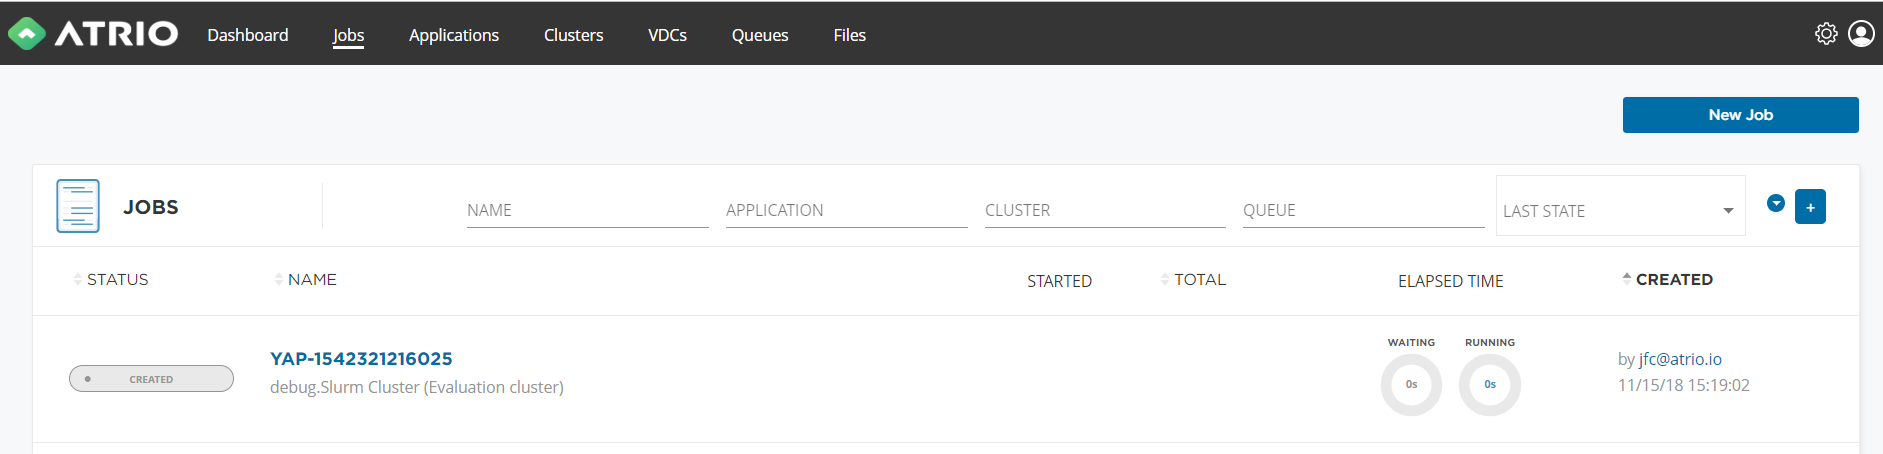 ATRIO Dashboard Jobs Applications Clusters VDCs Queues Files
New Job
JOBS NAME APPLICATION CLUSTER QUEUE LAST STATE +
STATUS NAME STARTED TOTAL ELAPSED TIME CREATED
WAITING RUNNING
YAP-1542321216025
by jfc@atrio.io
CREATED
debug.Slurm Cluster (Evaluation cluster)
0s 0s
11/15/18 15:19:02